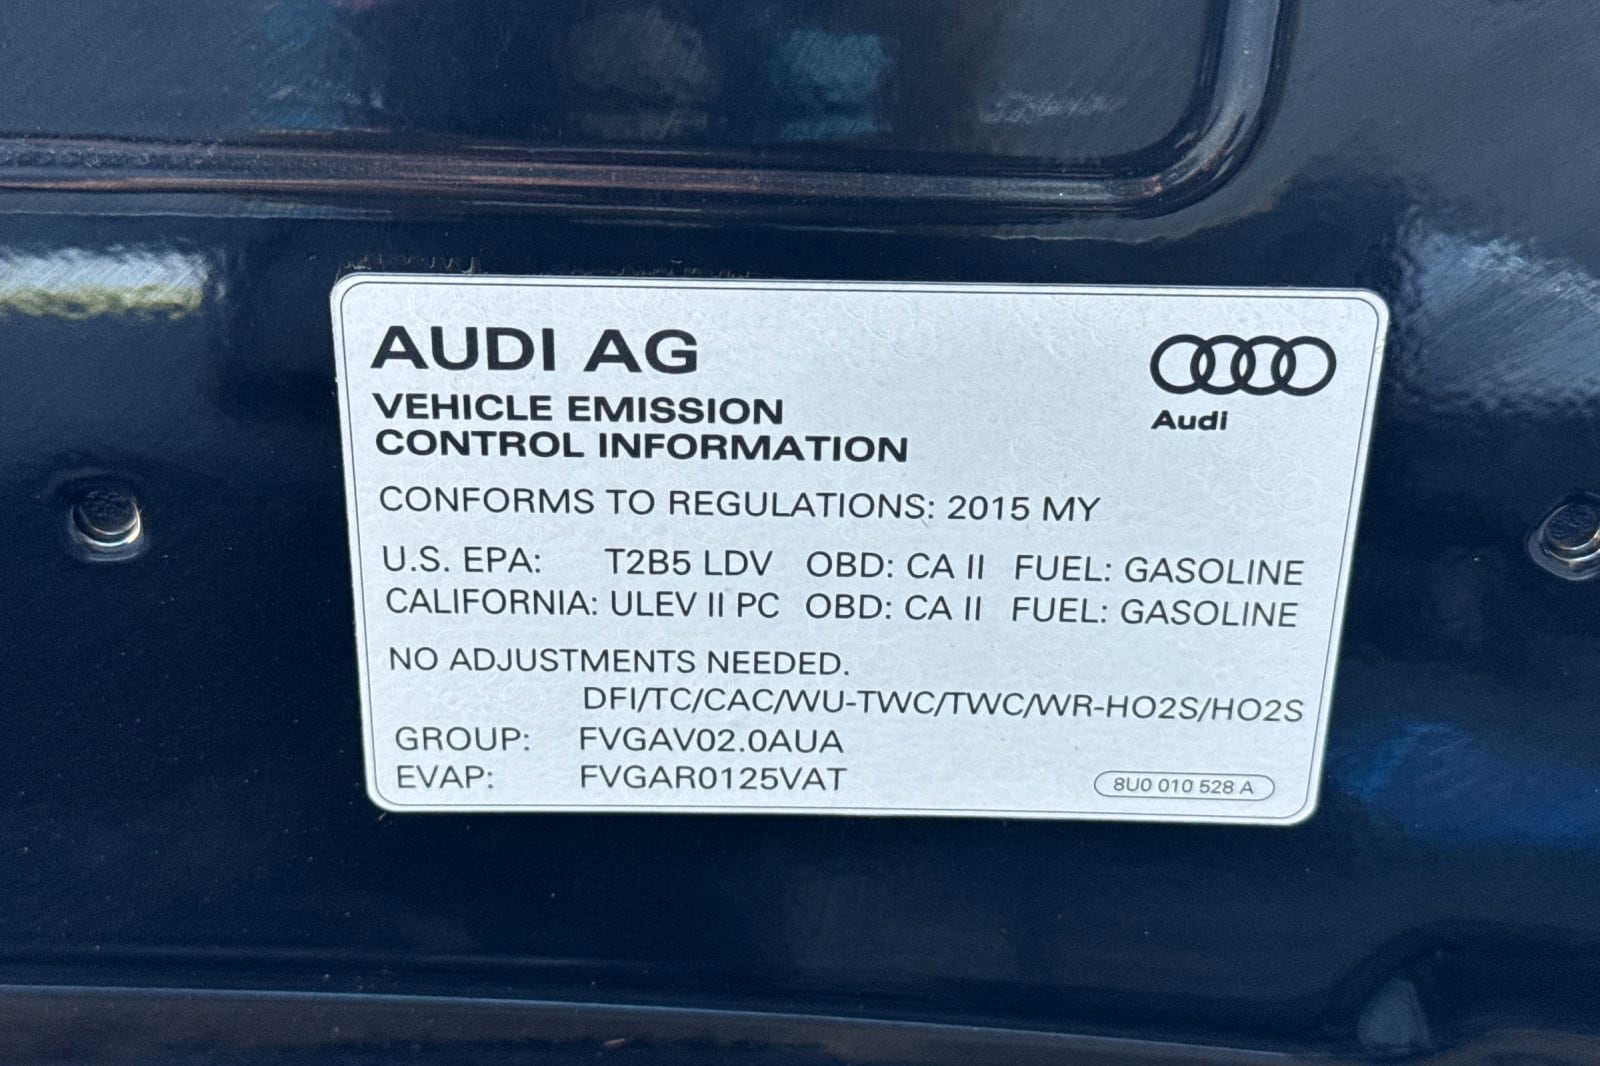 AUDI AG
Audi
VEHICLE EMISSION
CONTROL INFORMATION
CONFORMS TO REGULATIONS: 2015 MY
U.S. EPA: T2B5 LDV OBD: CA II FUEL: GASOLINE
CALIFORNIA: ULEV II PC OBD: CA II FUEL: GASOLINE
NO ADJUSTMENTS NEEDED.
DFI/TC/CAC/WU-TWC/TWC/WR-HO2S/HO2S
GROUP: FVGAV02.0AUA
EVAP: FVGAR0125VAT
8U0 010 528 A